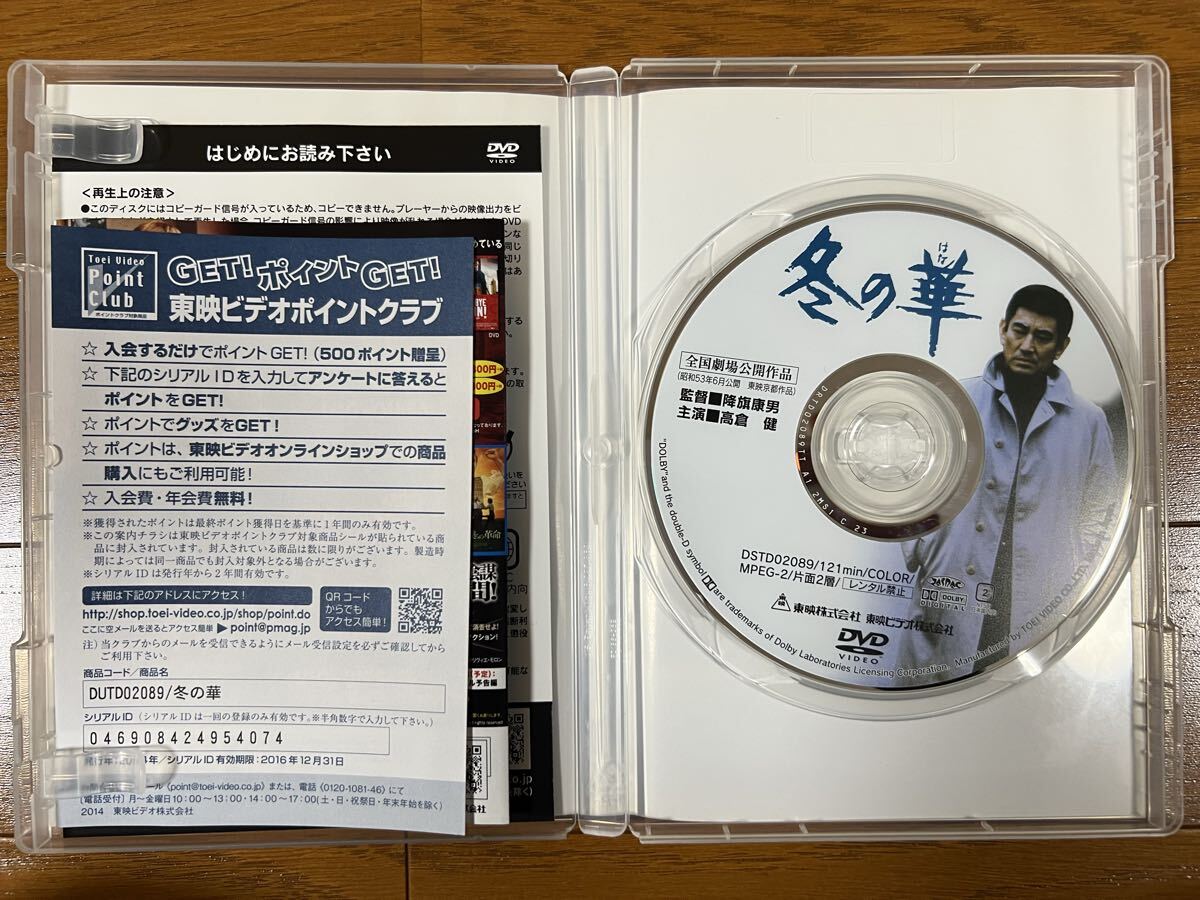 はじめにお読み下さい
DVD
VIDEO
＜再生上の注意＞
●このディスクにはコピーガード信号が入っているため、コピーできません。プレーヤーからの映像出力をビ
Toei Video
Point
Club
ポイントクラブ対象商品
GET! ポイント GET!
東映ビデオポイントクラブ
☆ 入会するだけでポイントGET!（500ポイント贈呈）
☆ 下記のシリアルIDを入力してアンケートに答えると
ポイントをGET!
☆ ポイントでグッズをGET!
☆ ポイントは、東映ビデオオンラインショップでの商品
購入にもご利用可能!
☆ 入会費・年会費無料!
※獲得されたポイントは最終ポイント獲得日を基準に1年間のみ有効です。
※この案内チラシは東映ビデオポイントクラブ対象商品シールが貼られている商品
に封入されています。封入されている商品は数に限りがございます。製造時
期によっては同一商品でも封入対象外となる場合がございます。
※シリアルIDは発行年から2年間有効です。
詳細は下記のアドレスにアクセス!
http://shop.toei-video.co.jp/shop/point.do
ここに空メールを送るとアクセス簡単 ▶ point@pmag.jp
QRコード
からでも
アクセス簡単!
注）当クラブからのメールを受信できるようにメール受信設定を必ずご確認してから
ご利用下さい。
商品コード/商品名
DUTD02089/冬の華
シリアルID（シリアルIDは一回の登録のみ有効です。※半角数字で入力して下さい。）
046908424954074
年/シリアルID有効期限：2016年12月31日
ール（point@toei-video.co.jp）または、電話（0120-1081-46）にて
［電話受付］月～金曜日10：00～13：00・14：00～17：00（土・日・祝祭日・年末年始を除く）
2014 東映ビデオ株式会社
冬の華
はな
全国劇場公開作品
（昭和53年6月公開 東映京都作品）
監督■降旗康男
主演■高倉 健
DRTD02089T1 A1 2MS1 C 23
DSTD02089/121min/COLOR/
MPEG-2/片面2層/レンタル禁止
DOLBY
DIGITAL
2
東映株式会社 東映ビデオ株式会社
DVD
VIDEO
"DOLBY" and the double-D symbol are trademarks of Dolby Laboratories Licensing Corporation. Manufactured by TOEI VIDEO CO.,LTD.